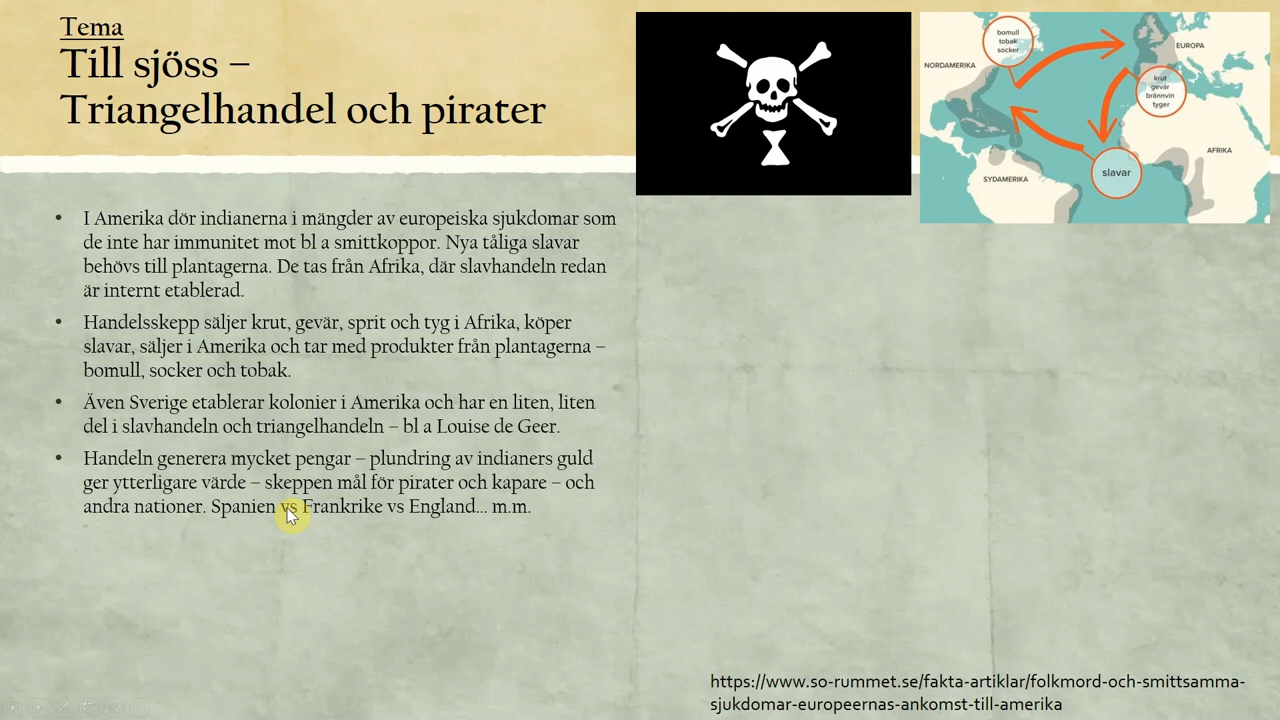 Tema
Till sjöss –
Triangelhandel och pirater
• I Amerika dör indianerna i mängder av europeiska sjukdomar som
de inte har immunitet mot bl a smittkoppor. Nya tåliga slavar
behövs till plantagerna. De tas från Afrika, där slavhandeln redan
är internt etablerad.
• Handelsskepp säljer krut, gevär, sprit och tyg i Afrika, köper
slavar, säljer i Amerika och tar med produkter från plantagerna –
bomull, socker och tobak.
• Även Sverige etablerar kolonier i Amerika och har en liten, liten
del i slavhandeln och triangelhandeln – bl a Louise de Geer.
• Handeln generera mycket pengar – plundring av indianers guld
ger ytterligare värde – skeppen mål för pirater och kapare – och
andra nationer. Spanien vs Frankrike vs England... m.m.
bomull
tobak
socker
NORDAMERIKA
EUROPA
krut
gevär
brännvin
tyger
AFRIKA
slavar
SYDAMERIKA
https://www.so-rummet.se/fakta-artiklar/folkmord-och-smittsamma-
sjukdomar-europeernas-ankomst-till-amerika